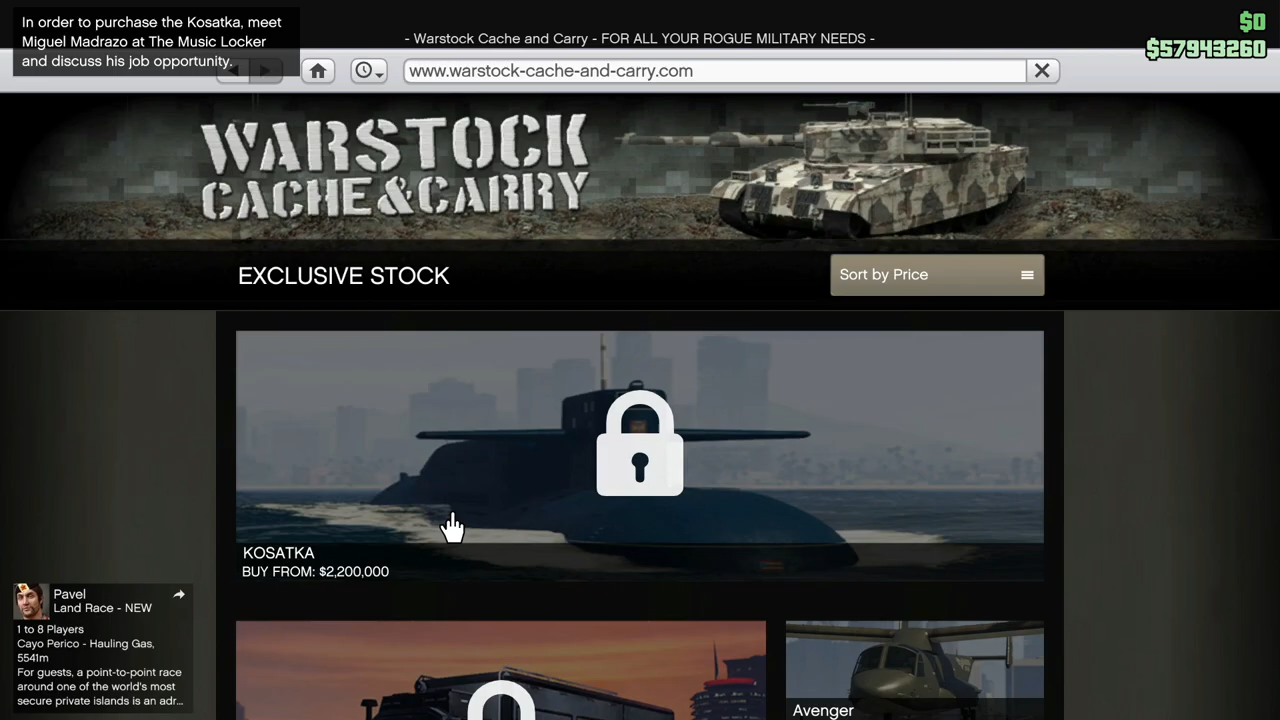 In order to purchase the Kosatka, meet
Miguel Madrazo at The Music Locker
and discuss his job opportunity.
- Warstock Cache and Carry - FOR ALL YOUR ROGUE MILITARY NEEDS -
$0
$57943260
www.warstock-cache-and-carry.com
WARSTOCK
CACHE & CARRY
EXCLUSIVE STOCK
Sort by Price
KOSATKA
BUY FROM: $2,200,000
Pavel
Land Race - NEW
1 to 8 Players
Cayo Perico - Hauling Gas,
5541m
For guests, a point-to-point race
around one of the world's most
secure private islands is an adr...
Avenger